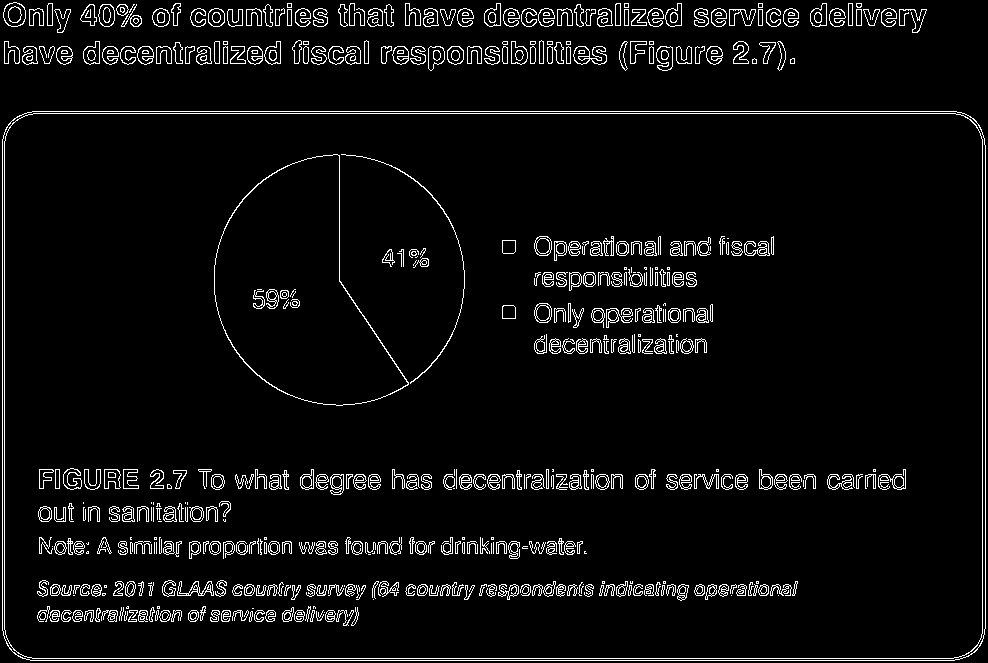 Only 40% of countries that have decentralized service delivery
have decentralized fiscal responsibilities (Figure 2.7).
41%
59%
Operational and fiscal
responsibilities
Only operational
decentralization
FIGURE 2.7 To what degree has decentralization of service been carried
out in sanitation?
Note: A similar proportion was found for drinking-water.
Source: 2011 GLAAS country survey (64 country respondents indicating operational
decentralization of service delivery)